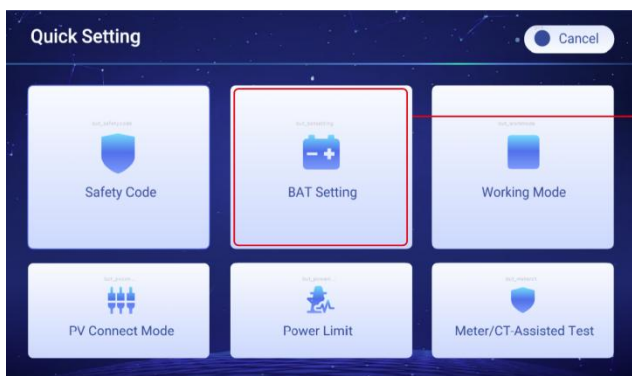 Quick Setting
Cancel
Safety Code
BAT Setting
Working Mode
PV Connect Mode
Power Limit
Meter/CT-Assisted Test